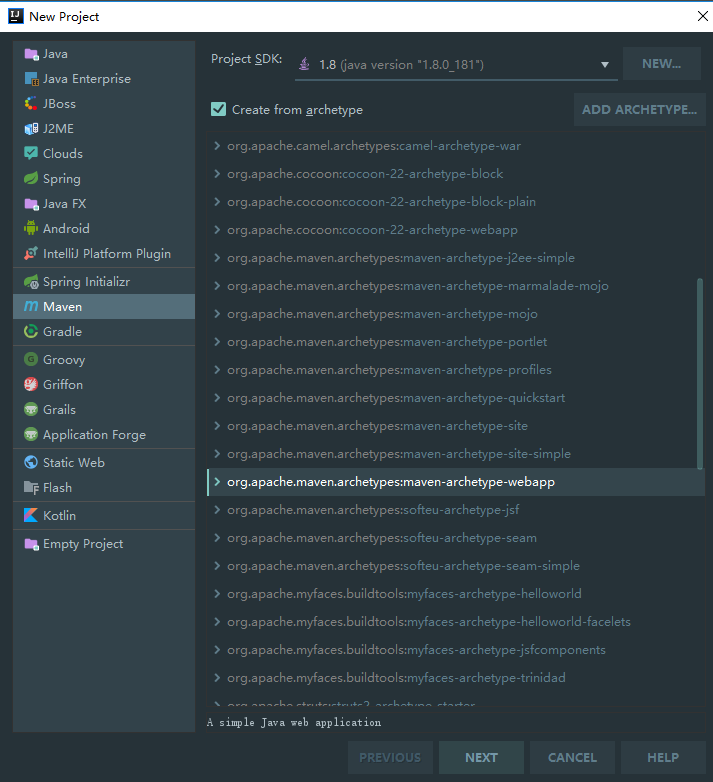 New Project
Java
Java Enterprise
JBoss
J2ME
Clouds
Spring
Java FX
Android
IntelliJ Platform Plugin
Spring Initializr
Maven
Gradle
Groovy
Griffon
Grails
Application Forge
Static Web
Flash
Kotlin
Empty Project
Project SDK: 1.8 (java version "1.8.0_181") NEW...
Create from archetype ADD ARCHETYPE...
org.apache.camel.archetypes:camel-archetype-war
org.apache.cocoon:cocoon-22-archetype-block
org.apache.cocoon:cocoon-22-archetype-block-plain
org.apache.cocoon:cocoon-22-archetype-webapp
org.apache.maven.archetypes:maven-archetype-j2ee-simple
org.apache.maven.archetypes:maven-archetype-marmalade-mojo
org.apache.maven.archetypes:maven-archetype-mojo
org.apache.maven.archetypes:maven-archetype-portlet
org.apache.maven.archetypes:maven-archetype-profiles
org.apache.maven.archetypes:maven-archetype-quickstart
org.apache.maven.archetypes:maven-archetype-site
org.apache.maven.archetypes:maven-archetype-site-simple
org.apache.maven.archetypes:maven-archetype-webapp
org.apache.maven.archetypes:softeu-archetype-jsf
org.apache.maven.archetypes:softeu-archetype-seam
org.apache.maven.archetypes:softeu-archetype-seam-simple
org.apache.myfaces.buildtools:myfaces-archetype-helloworld
org.apache.myfaces.buildtools:myfaces-archetype-helloworld-facelets
org.apache.myfaces.buildtools:myfaces-archetype-jsfcomponents
org.apache.myfaces.buildtools:myfaces-archetype-trinidad
org.apache.struts:struts2-archetype-starter
A simple Java web application
PREVIOUS NEXT CANCEL HELP